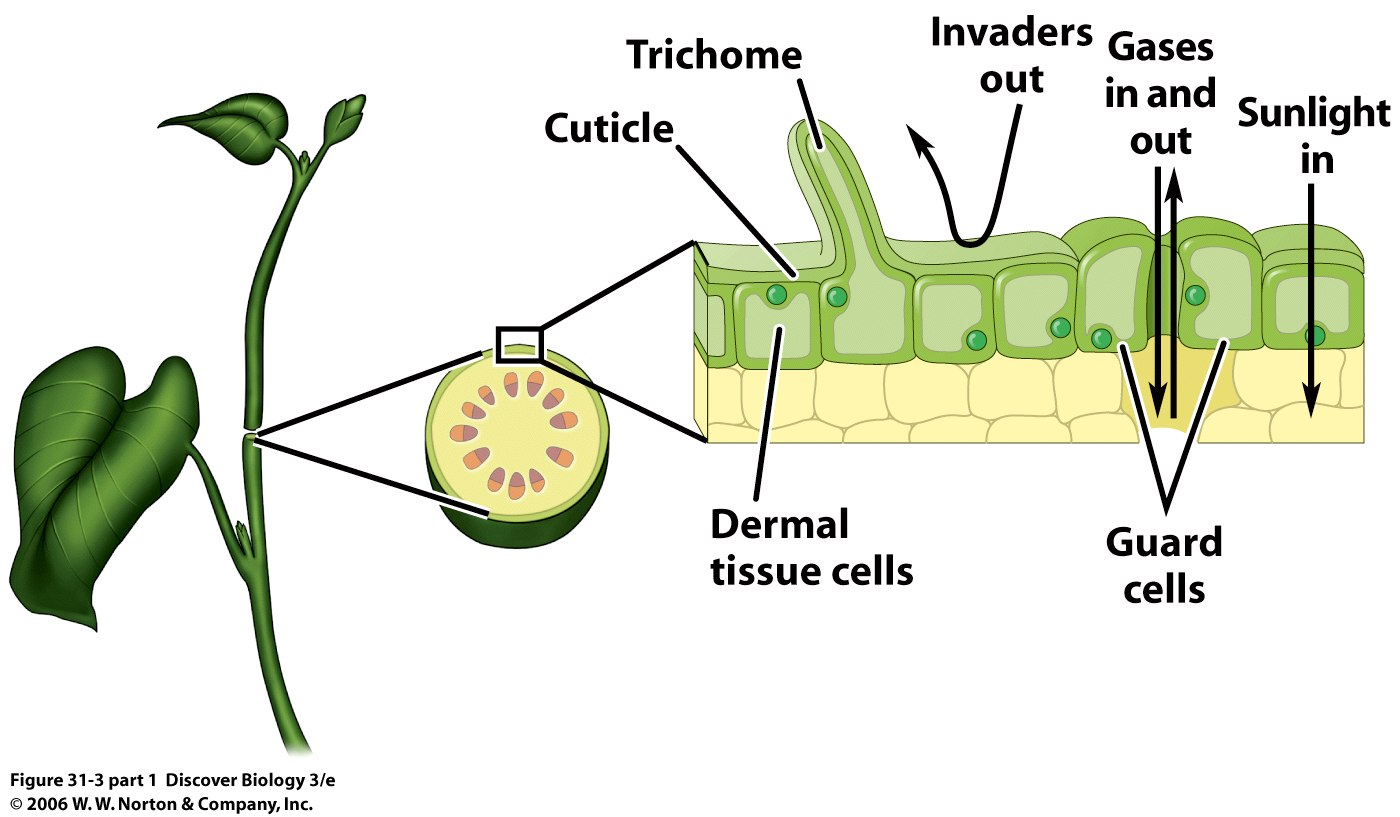 Trichome
Cuticle
Invaders
out
Gases
in and
out
Sunlight
in
Dermal
tissue cells
Guard
cells
Figure 31-3 part 1  Discover Biology 3/e
© 2006 W. W. Norton & Company, Inc.